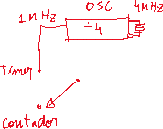 1MHZ OSC 4MHZ
÷4
Timer
contador